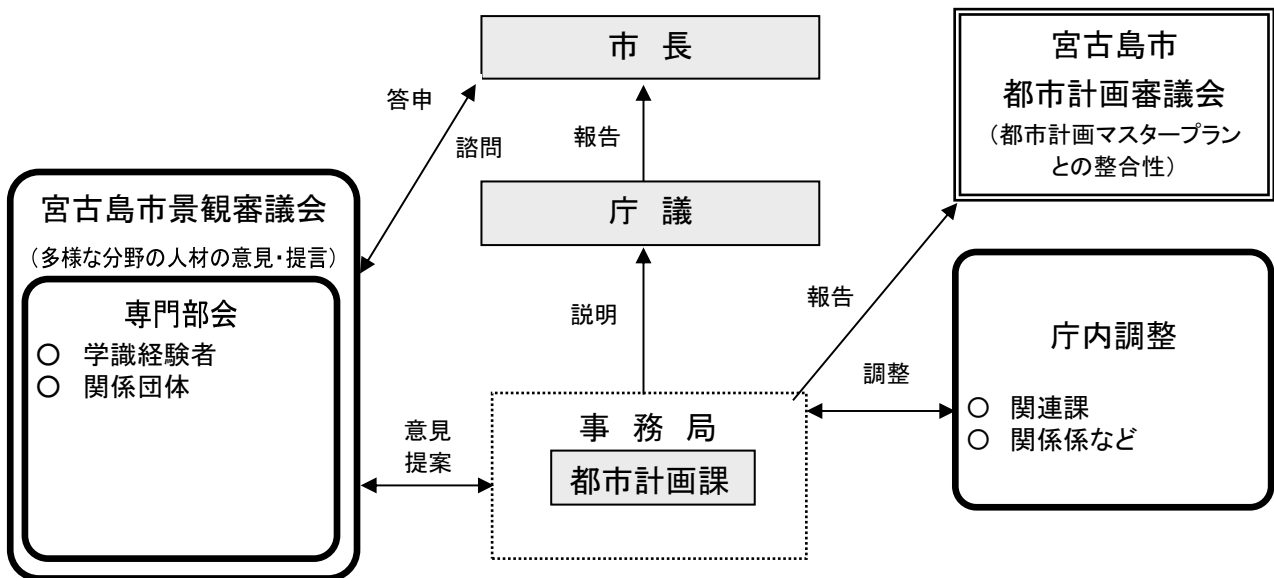 市 長
宮古島市
都市計画審議会
（都市計画マスタープラン
との整合性）
答申
諮問
報告
宮古島市景観審議会
（多様な分野の人材の意見・提言）
専門部会
○ 学識経験者
○ 関係団体
庁 議
説明
報告
庁内調整
○ 関連課
○ 関係係など
調整
意見
提案
事 務 局
都市計画課